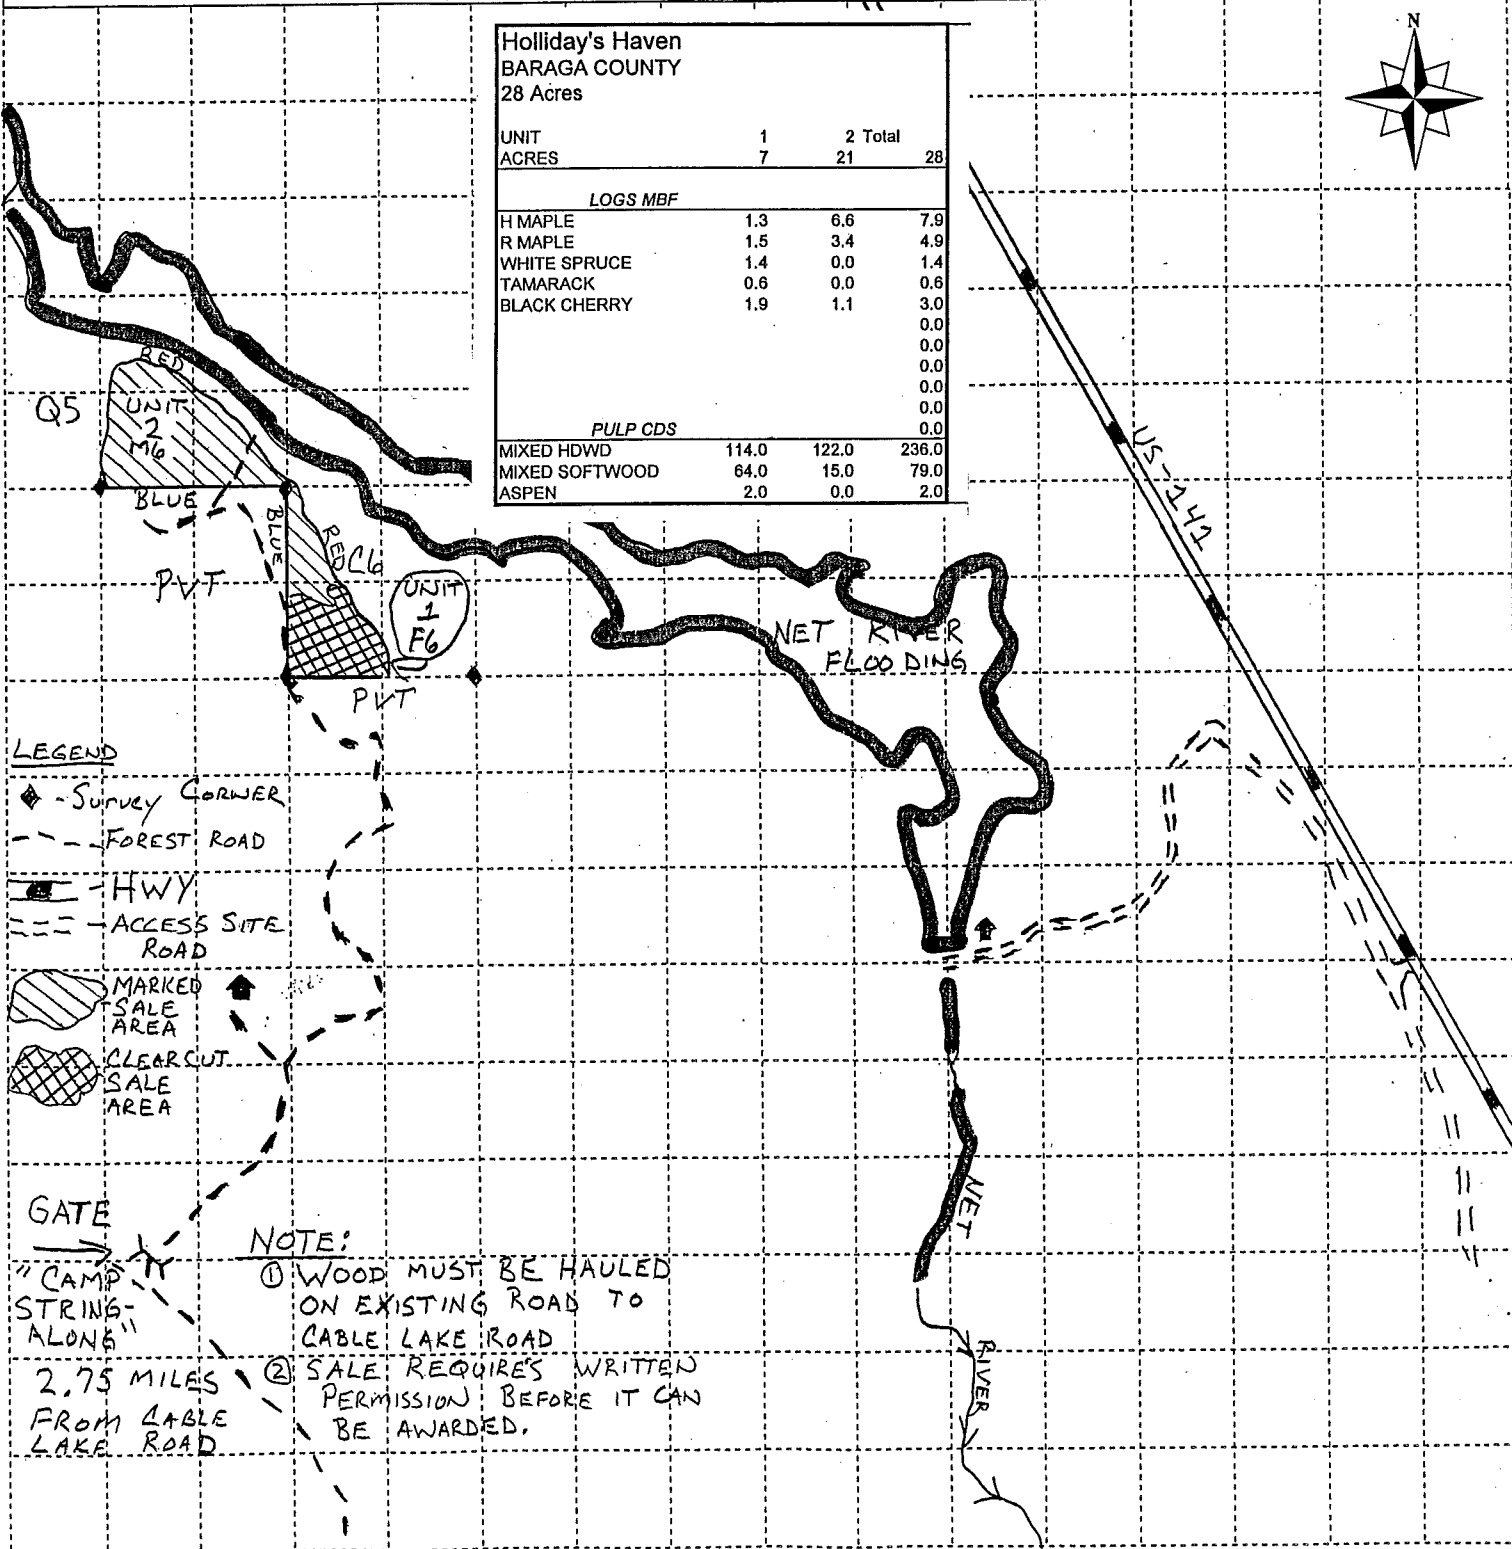 N
Holliday's Haven
BARAGA COUNTY
28 Acres
UNIT 1 2 Total
ACRES 7 21 28
LOGS MBF
H MAPLE 1.3 6.6 7.9
R MAPLE 1.5 3.4 4.9
WHITE SPRUCE 1.4 0.0 1.4
TAMARACK 0.6 0.0 0.6
BLACK CHERRY 1.9 1.1 3.0
0.0
0.0
0.0
0.0
0.0
PULP CDS 0.0
MIXED HDWD 114.0 122.0 236.0
MIXED SOFTWOOD 64.0 15.0 79.0
ASPEN 2.0 0.0 2.0
RED
Q5
UNIT
2
M6
BLUE
BLUE
RED
C6
PVT
UNIT
1
F6
PVT
US-141
NET RIVER
FLOODING
LEGEND
- Survey CORNER
- FOREST ROAD
- HWY
- ACCESS SITE
ROAD
MARKED
SALE
AREA
CLEARCUT
SALE
AREA
GATE
"CAMP
STRING-
ALONG"
2.75 MILES
FROM CABLE
LAKE ROAD
NOTE:
① WOOD MUST BE HAULED
ON EXISTING ROAD TO
CABLE LAKE ROAD
② SALE REQUIRE'S WRITTEN
PERMISSION BEFORE IT CAN
BE AWARDED.
NET
RIVER